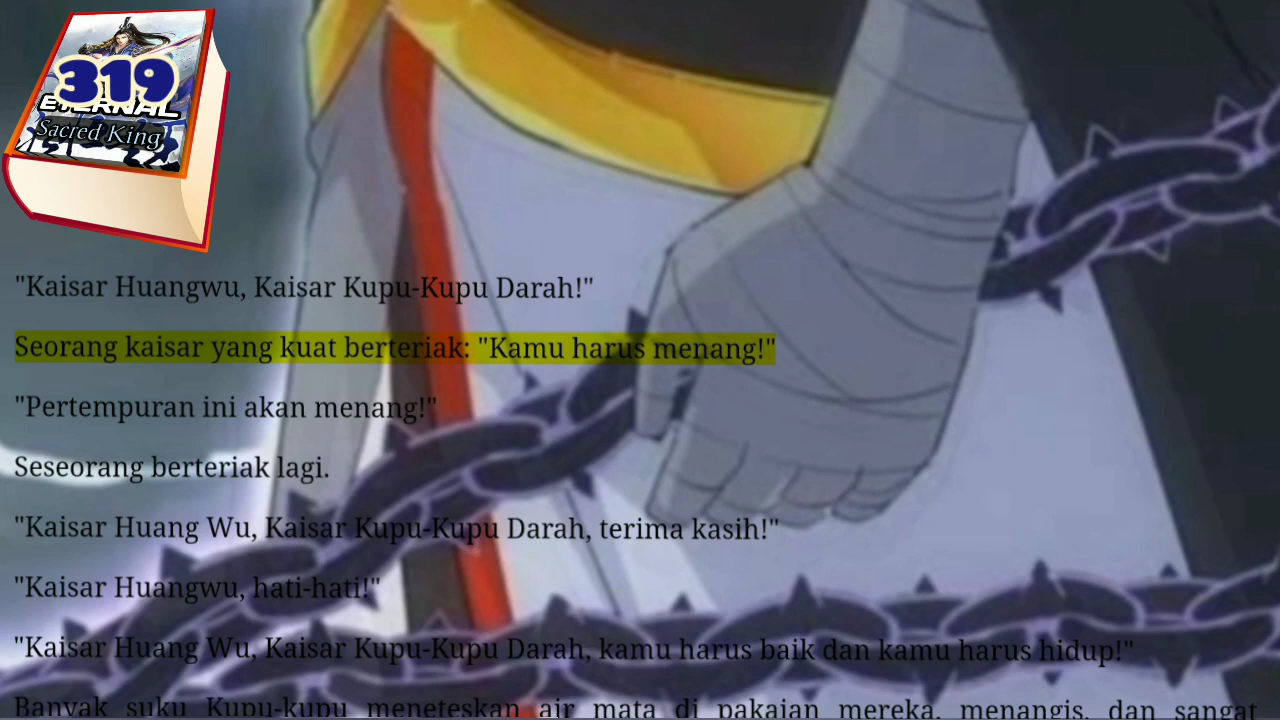 319
ETERNAL
Sacred King
"Kaisar Huangwu, Kaisar Kupu-Kupu Darah!"
Seorang kaisar yang kuat berteriak: "Kamu harus menang!"
"Pertempuran ini akan menang!"
Seseorang berteriak lagi.
"Kaisar Huang Wu, Kaisar Kupu-Kupu Darah, terima kasih!"
"Kaisar Huangwu, hati-hati!"
"Kaisar Huang Wu, Kaisar Kupu-Kupu Darah, kamu harus baik dan kamu harus hidup!"
Banyak suku Kupu-kupu meneteskan air mata di pakaian mereka, menangis, dan sangat